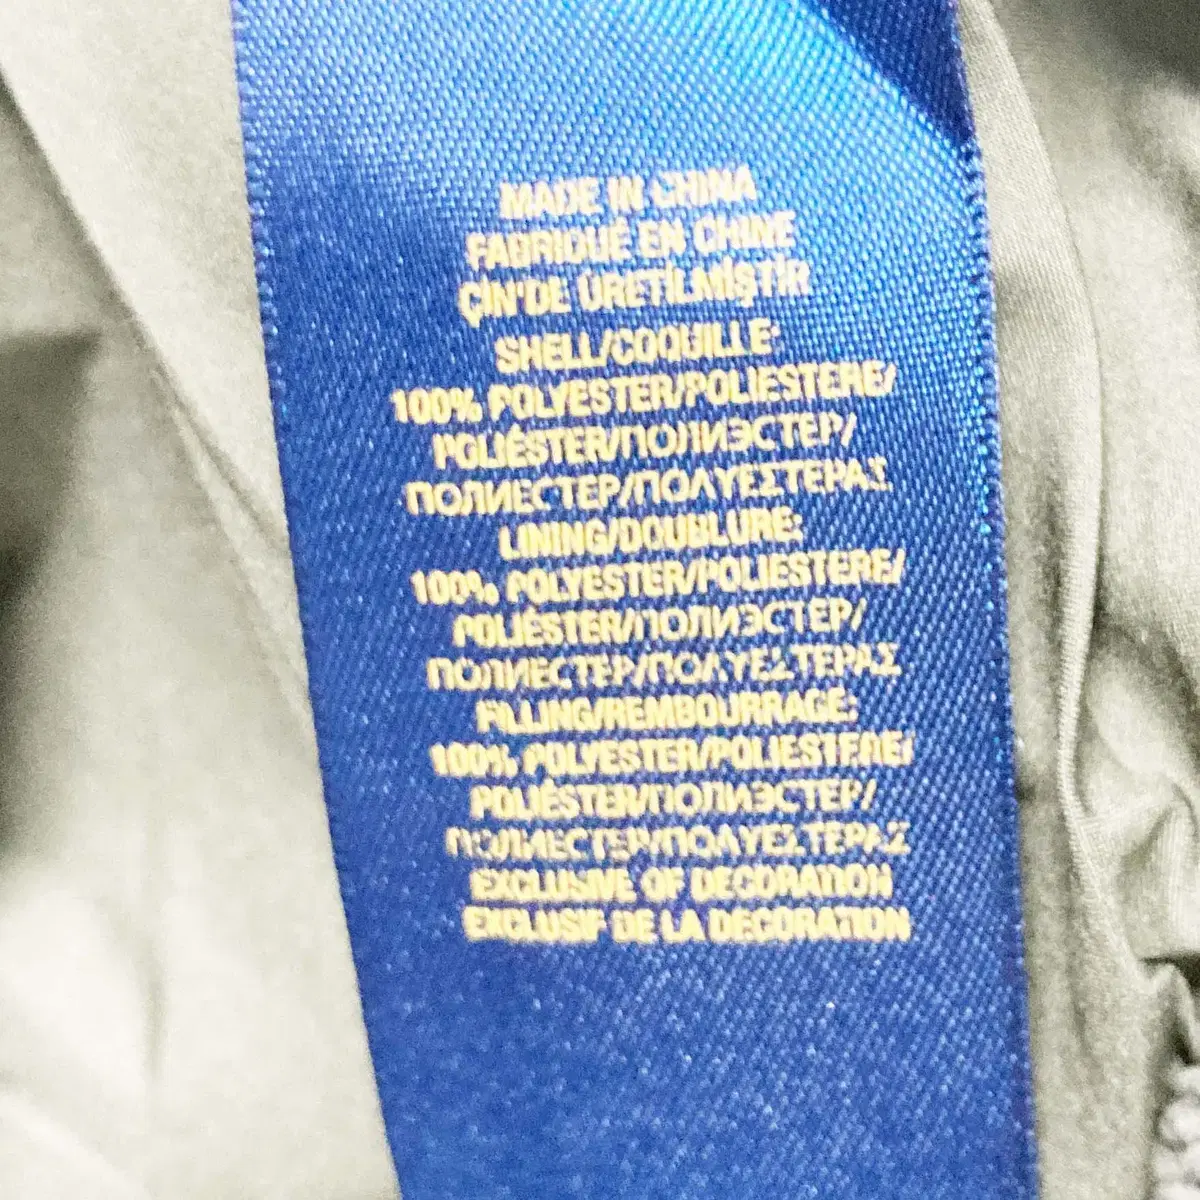 MADE IN CHINA
FABRIQUÉ EN CHINE
ÇİN'DE ÜRETİLMİŞTİR
SHELL/COQUILLE:
100% POLYESTER/POLIESTERE/
POLIÉSTER/ПОЛИЭСТЕР/
ПОЛИЕСТЕР/ΠΟΛΥΕΣΤΕΡΑΣ
LINING/DOUBLURE:
100% POLYESTER/POLIESTERE/
POLIÉSTER/ПОЛИЭСТЕР/
ПОЛИЕСТЕР/ΠΟΛΥΕΣΤΕΡΑΣ
FILLING/REMBOURRAGE:
100% POLYESTER/POLIESTERE/
POLIÉSTER/ПОЛИЭСТЕР/
ПОЛИЕСТЕР/ΠΟΛΥΕΣΤΕΡΑΣ
EXCLUSIVE OF DECORATION
EXCLUSIF DE LA DECORATION